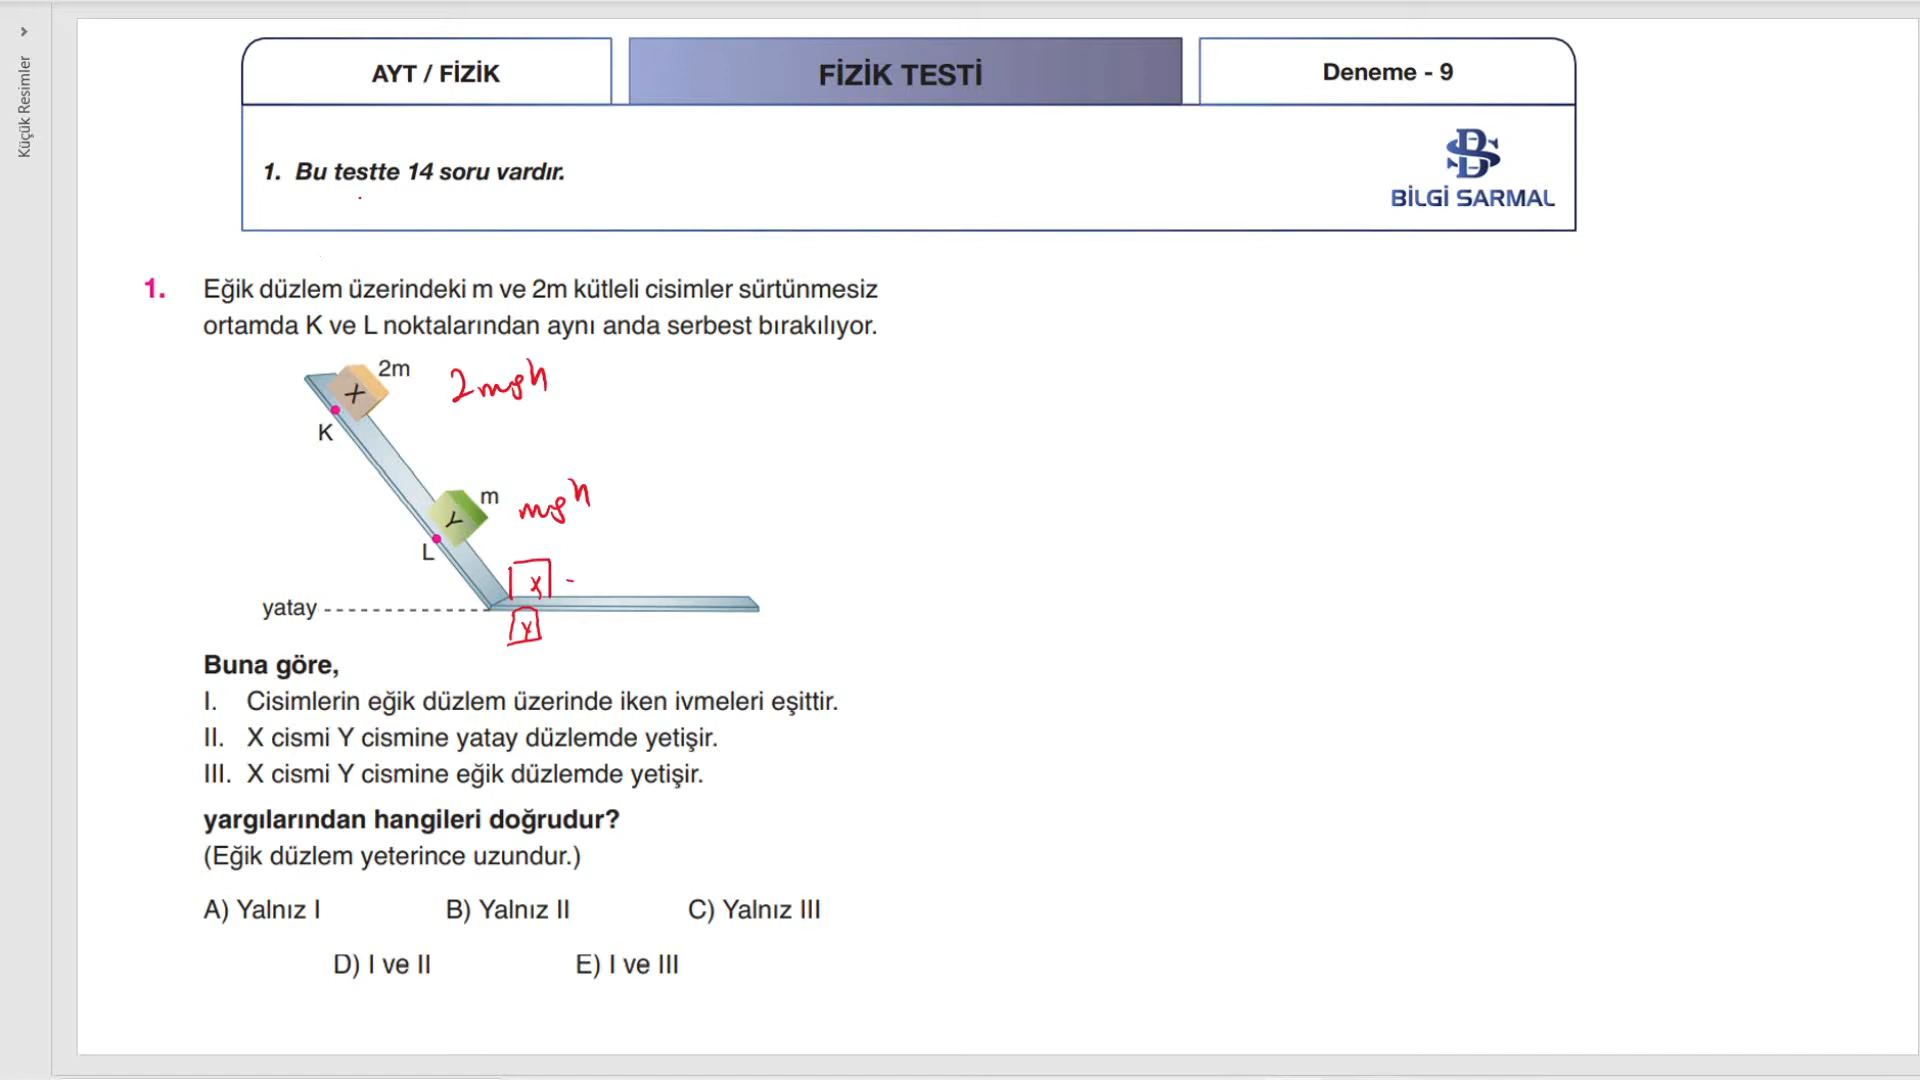 Küçük Resimler
AYT / FİZİK
FİZİK TESTİ
Deneme - 9
1. Bu testte 14 soru vardır.
BİLGİ SARMAL
1. Eğik düzlem üzerindeki m ve 2m kütleli cisimler sürtünmesiz
ortamda K ve L noktalarından aynı anda serbest bırakılıyor.
2m
X
2mgh
K
m
Y
mgh
L
X
yatay
Y
Buna göre,
I. Cisimlerin eğik düzlem üzerinde iken ivmeleri eşittir.
II. X cismi Y cismine yatay düzlemde yetişir.
III. X cismi Y cismine eğik düzlemde yetişir.
yargılarından hangileri doğrudur?
(Eğik düzlem yeterince uzundur.)
A) Yalnız I B) Yalnız II C) Yalnız III
D) I ve II E) I ve III